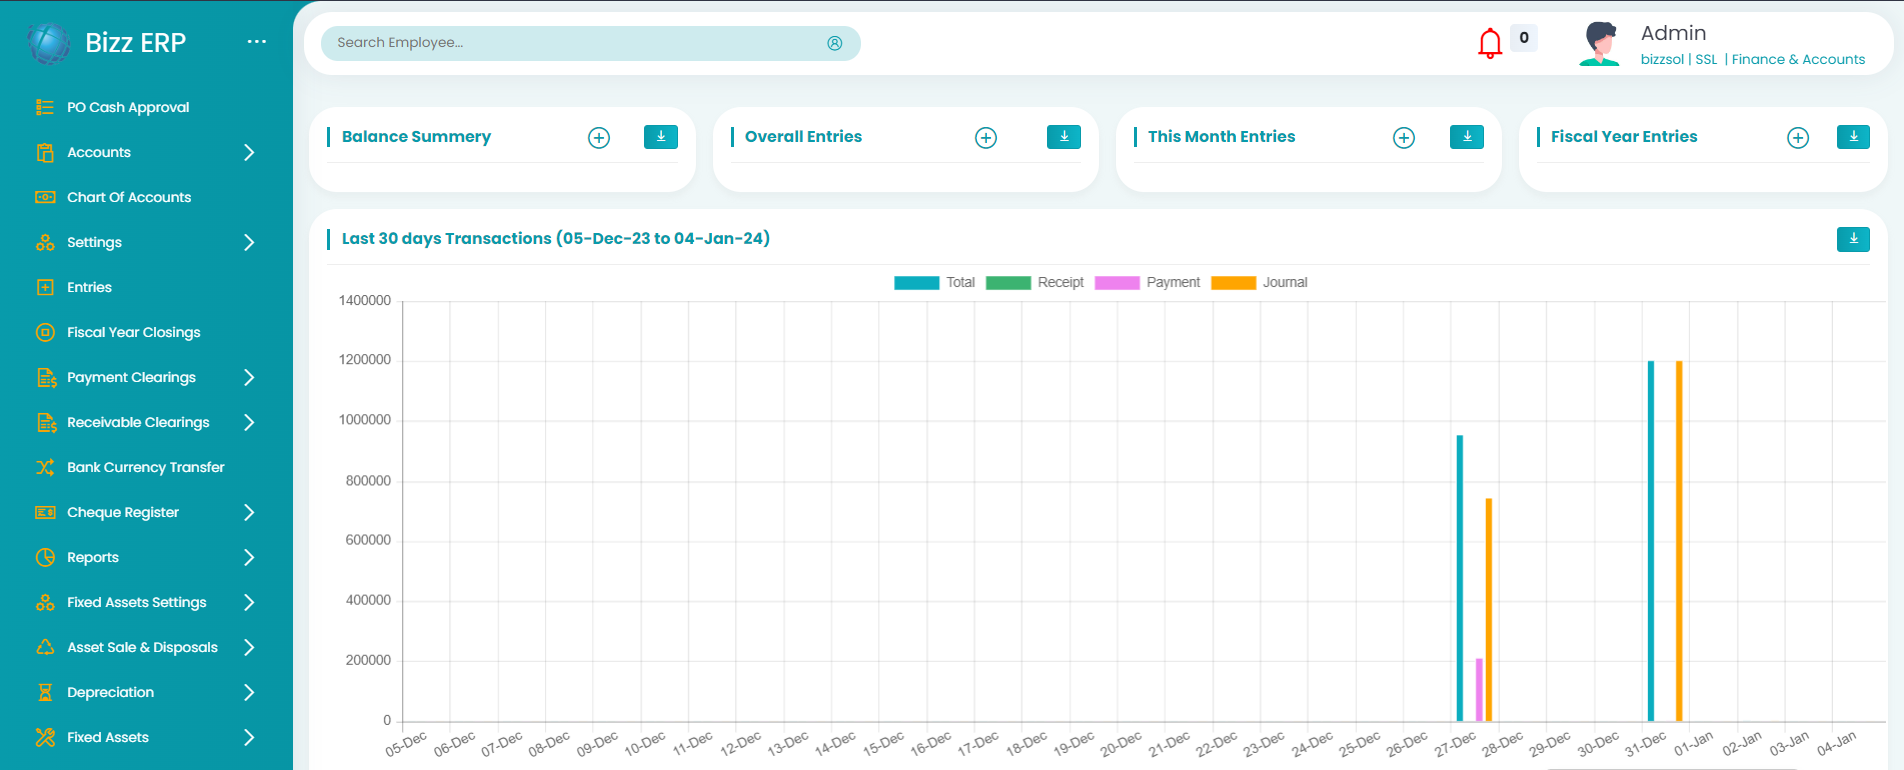 Bizz ERP
...
PO Cash Approval
Accounts
Chart Of Accounts
Settings
Entries
Fiscal Year Closings
Payment Clearings
Receivable Clearings
Bank Currency Transfer
Cheque Register
Reports
Fixed Assets Settings
Asset Sale & Disposals
Depreciation
Fixed Assets
Search Employee...
0
Admin
bizzsol | SSL | Finance & Accounts
Balance Summery
Overall Entries
This Month Entries
Fiscal Year Entries
Last 30 days Transactions (05-Dec-23 to 04-Jan-24)
Total Receipt Payment Journal
1400000
1200000
1000000
800000
600000
400000
200000
0
05-Dec 06-Dec 07-Dec 08-Dec 09-Dec 10-Dec 11-Dec 12-Dec 13-Dec 14-Dec 15-Dec 16-Dec 17-Dec 18-Dec 19-Dec 20-Dec 21-Dec 22-Dec 23-Dec 24-Dec 25-Dec 26-Dec 27-Dec 28-Dec 29-Dec 30-Dec 31-Dec 01-Jan 02-Jan 03-Jan 04-Jan